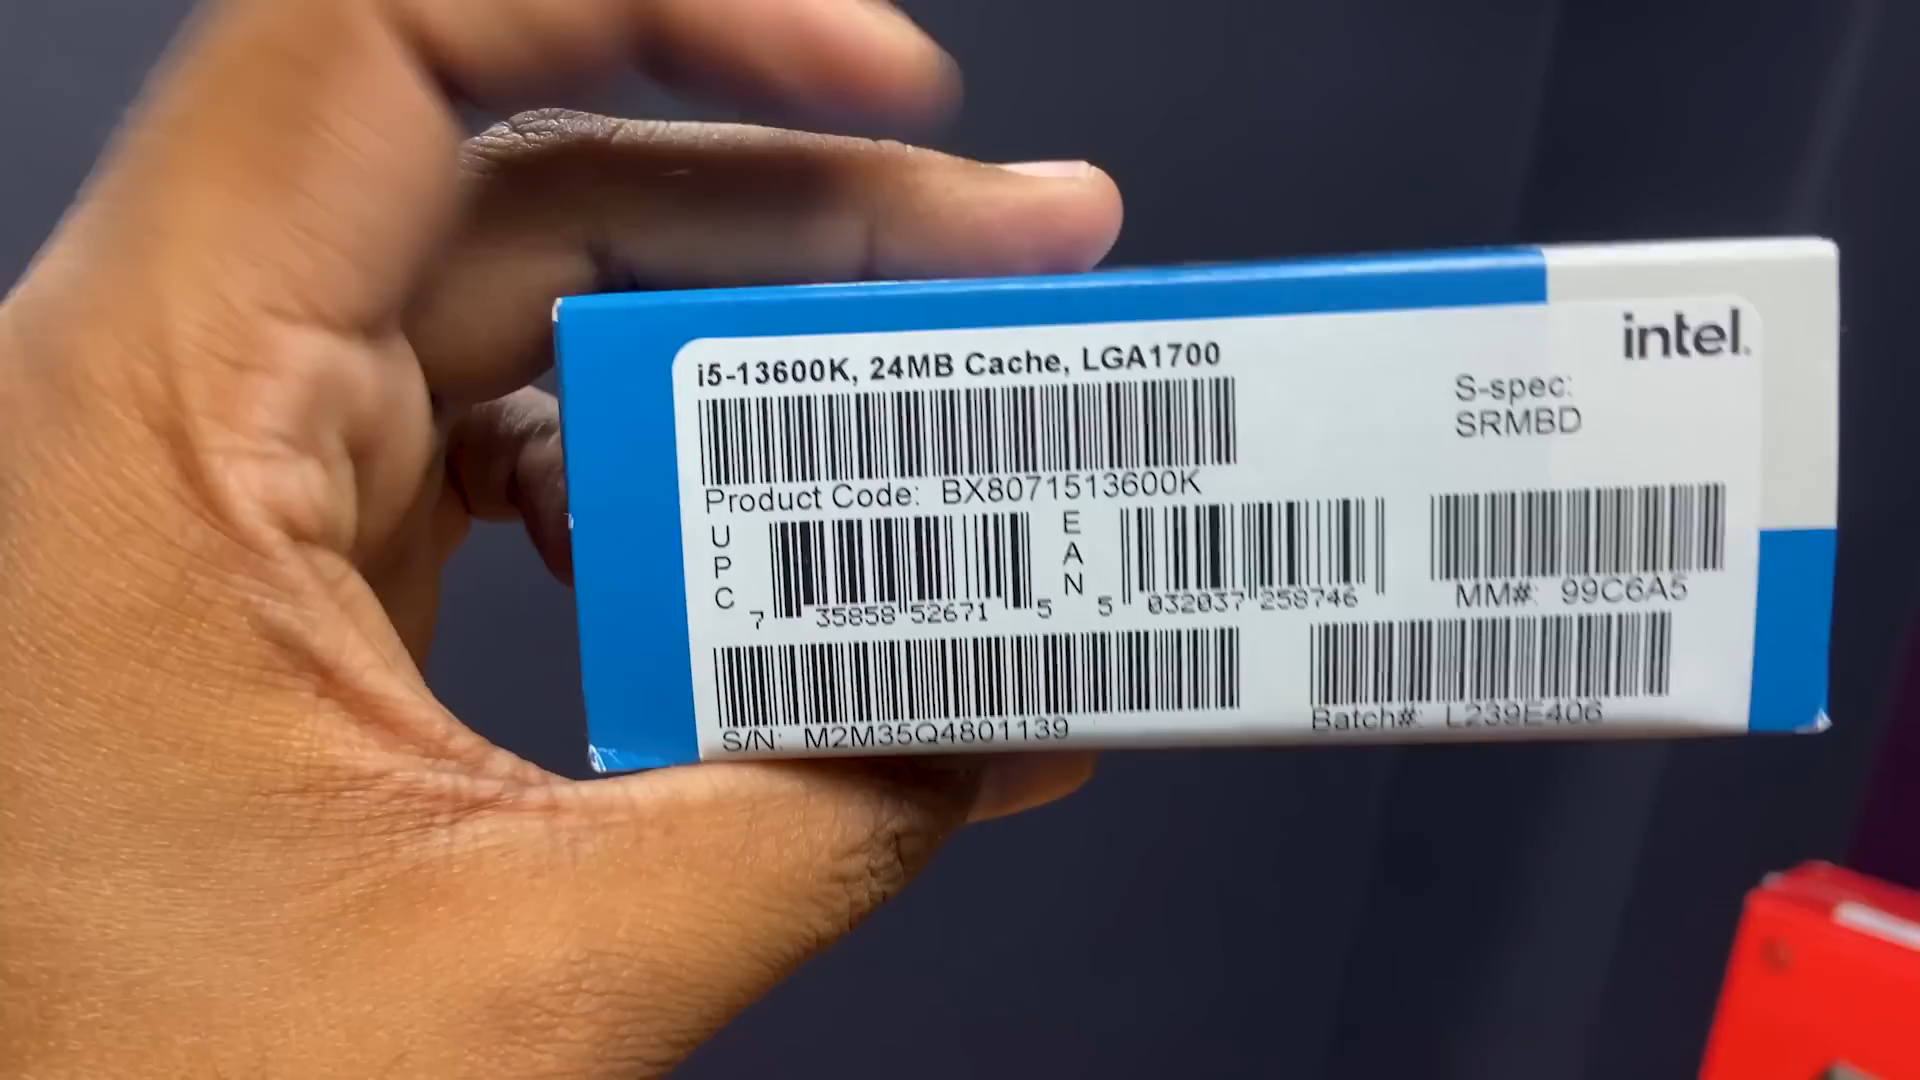 intel.
i5-13600K, 24MB Cache, LGA1700
S-spec:
SRMBD
Product Code: BX8071513600K
UPC
7 35858 52671 5
EAN
5 032037 258746
MM#: 99C6A5
S/N: M2M35Q4801139
Batch#: L239E406